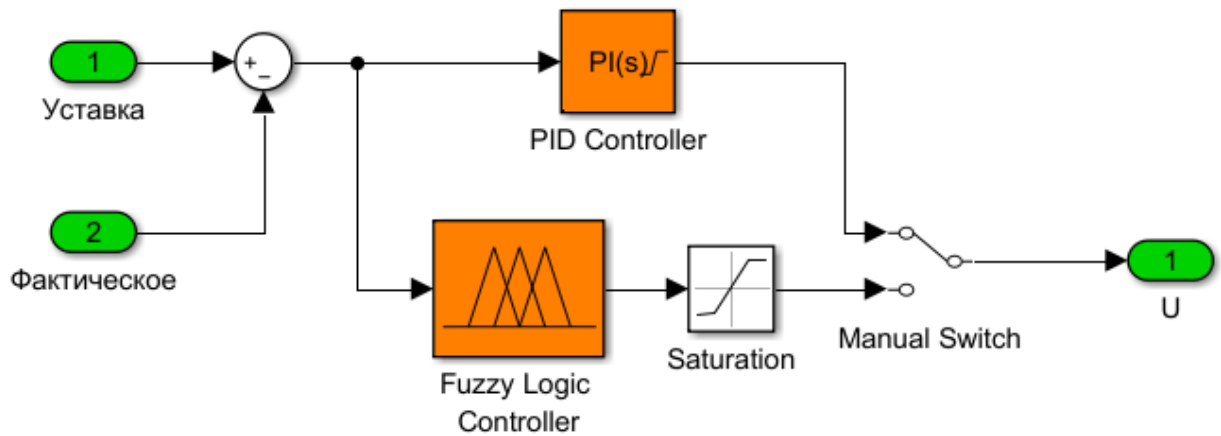 1
+
−
Уставка
PI(s)
PID Controller
2
Фактическое
Fuzzy Logic
Controller
Saturation
Manual Switch
1
U